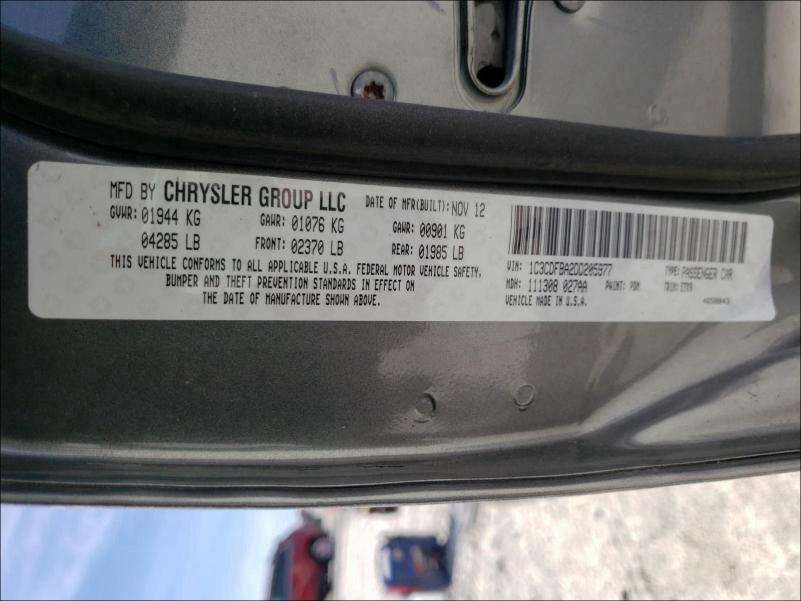 MFD BY CHRYSLER GROUP LLC DATE OF MFR(BUILT): NOV 12
GVWR: 01944 KG GAWR: 01076 KG GAWR: 00901 KG
04285 LB FRONT: 02370 LB REAR: 01985 LB
THIS VEHICLE CONFORMS TO ALL APPLICABLE U.S.A. FEDERAL MOTOR VEHICLE SAFETY,
BUMPER AND THEFT PREVENTION STANDARDS IN EFFECT ON
THE DATE OF MANUFACTURE SHOWN ABOVE.
VIN: 1C3CDFBA2DD205977 TYPE: PASSENGER CAR
MDH: 111308 027AA PAINT: PDM TRIM:
VEHICLE MADE IN U.S.A.